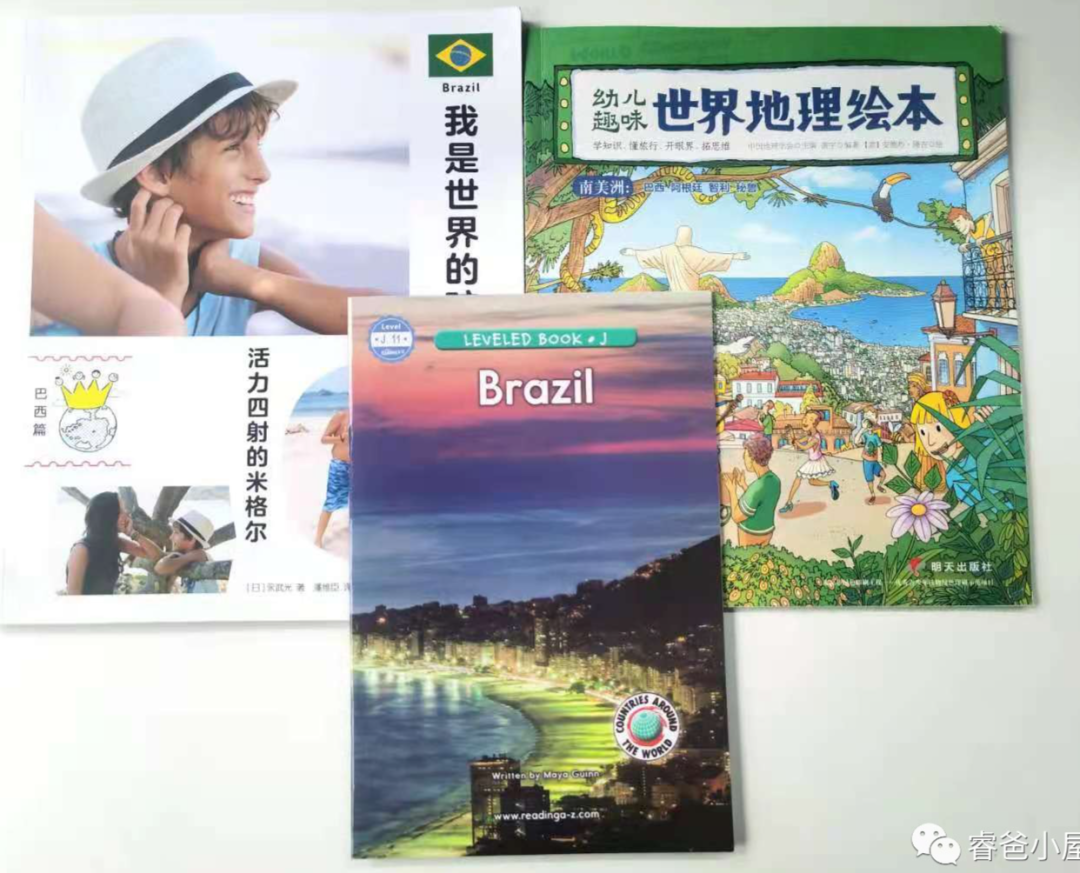 Brazil
我是世界的
活力四射的米格尔
巴西篇
幼儿
趣味
世界地理绘本
学知识、懂旅行、开眼界、拓思维
南美洲:
巴西 阿根廷 智利 秘鲁
明天出版社
Level
J 11
LEVELED BOOK • J
Brazil
COUNTRIES AROUND
THE WORLD
Written by Maya Guinn
www.readinga-z.com
睿爸小屋